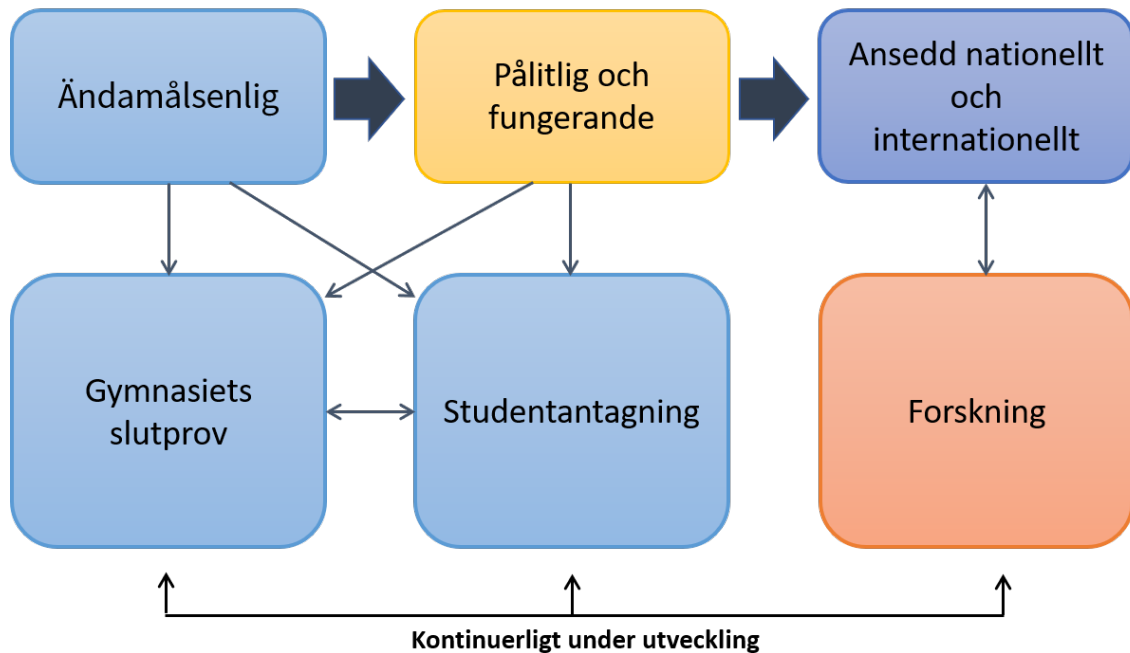 Ändamålsenlig
Pålitlig och
fungerande
Ansedd nationellt
och
internationellt
Gymnasiets
slutprov
Studentantagning
Forskning
Kontinuerligt under utveckling